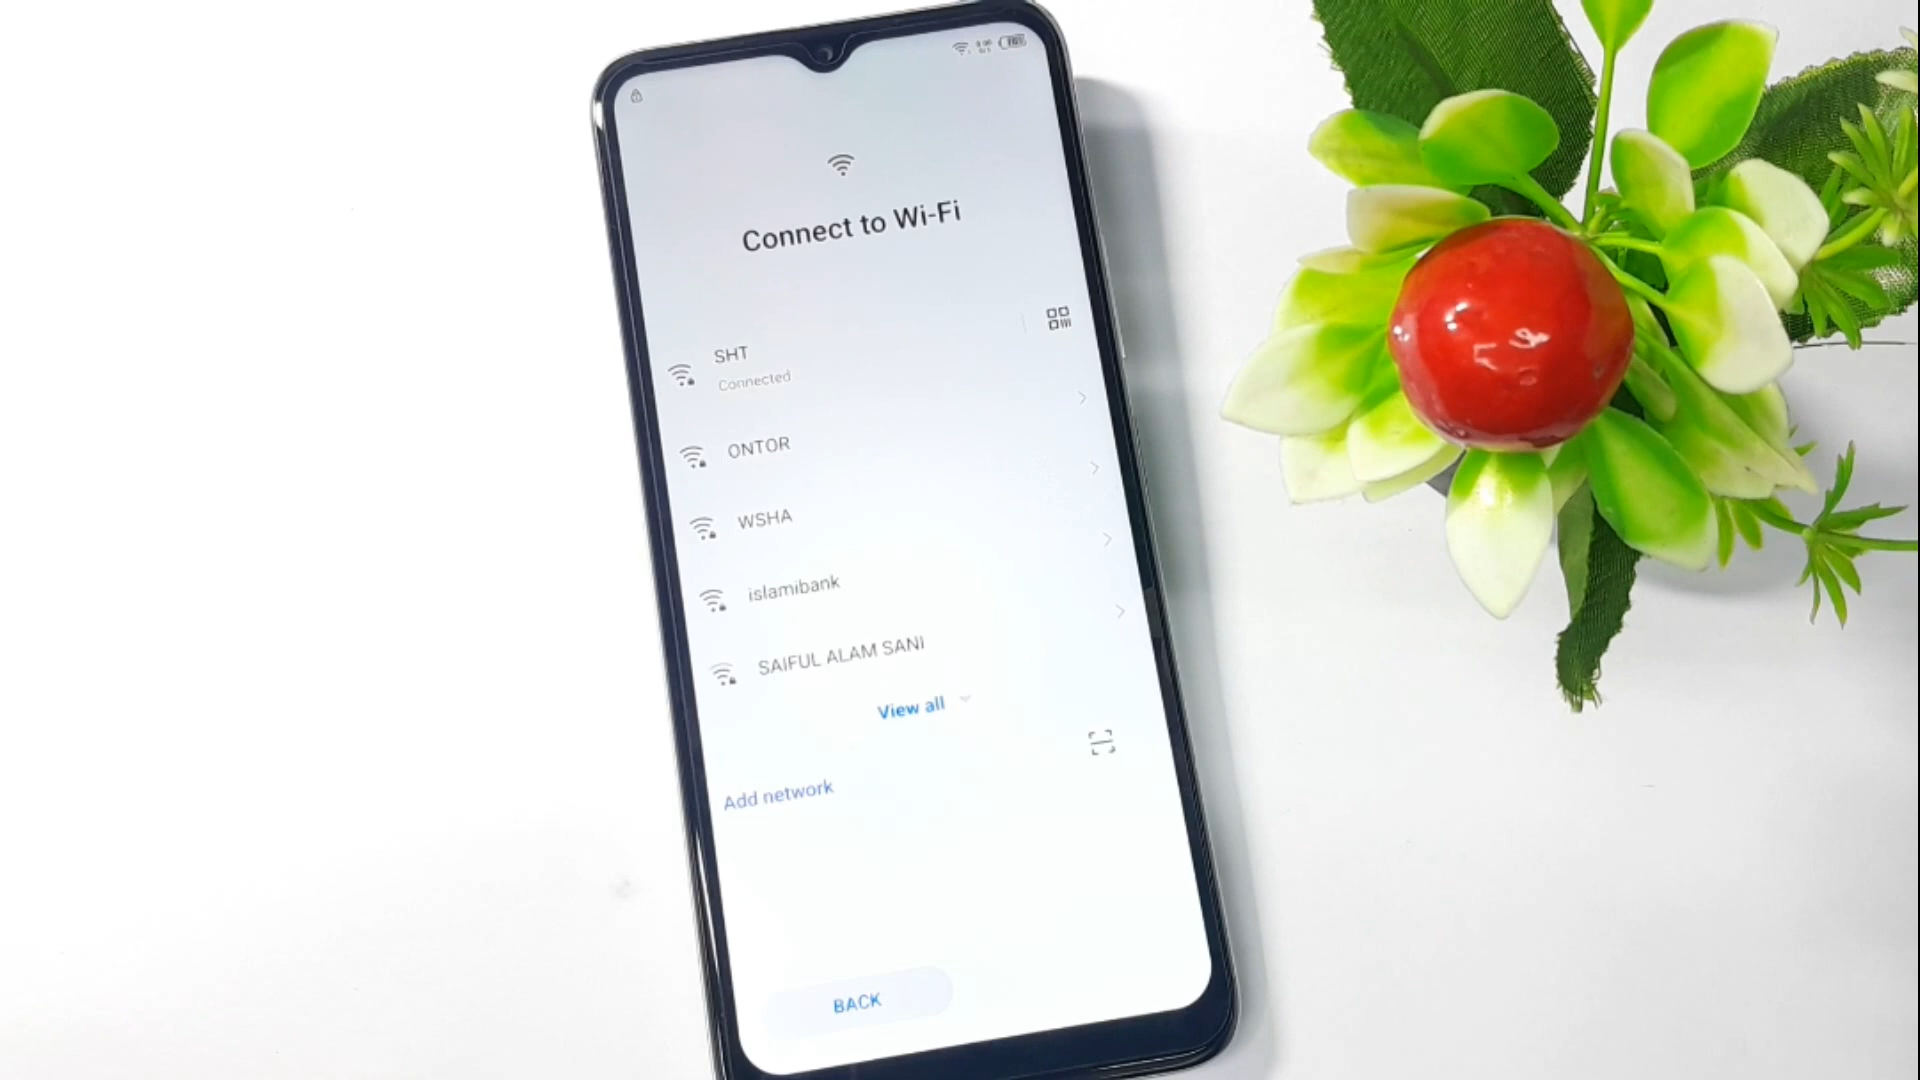 Connect to Wi-Fi
SHT
Connected
ONTOR
WSHA
islamibank
SAIFUL ALAM SANI
View all
Add network
BACK